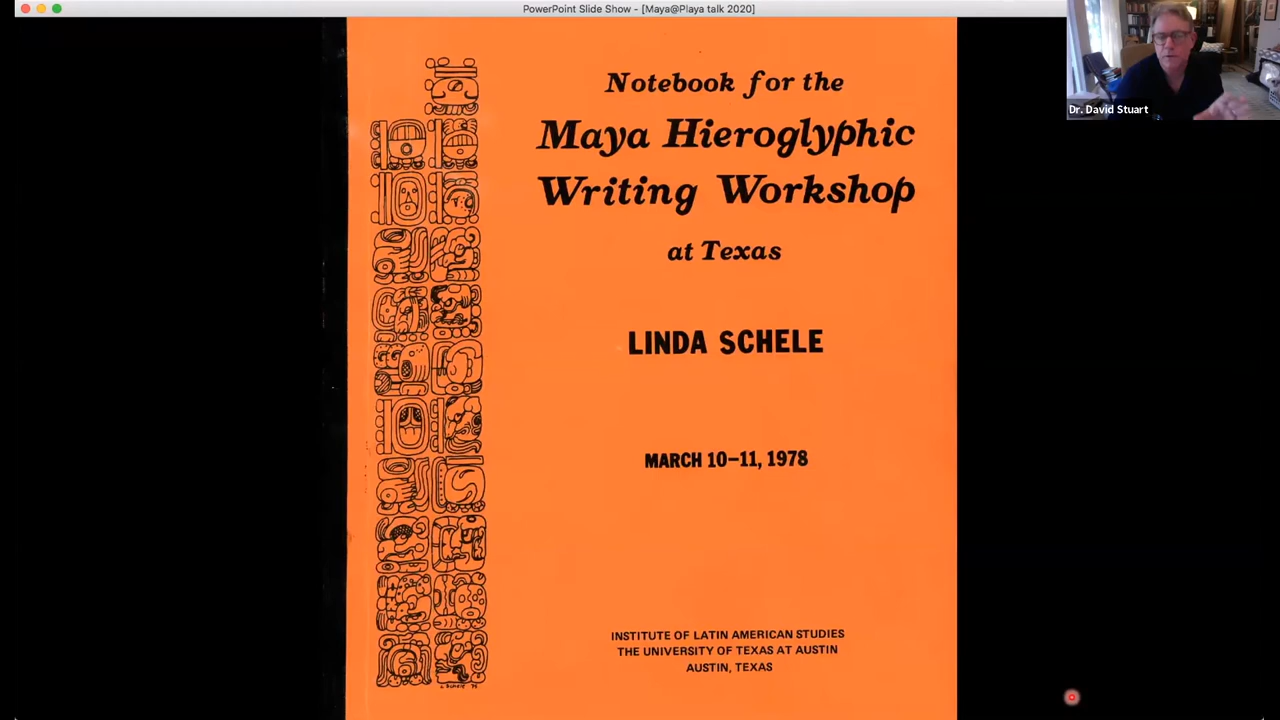 PowerPoint Slide Show - [Maya@Playa talk 2020]
Dr. David Stuart
Notebook for the
Maya Hieroglyphic
Writing Workshop
at Texas
LINDA SCHELE
MARCH 10–11, 1978
INSTITUTE OF LATIN AMERICAN STUDIES
THE UNIVERSITY OF TEXAS AT AUSTIN
AUSTIN, TEXAS